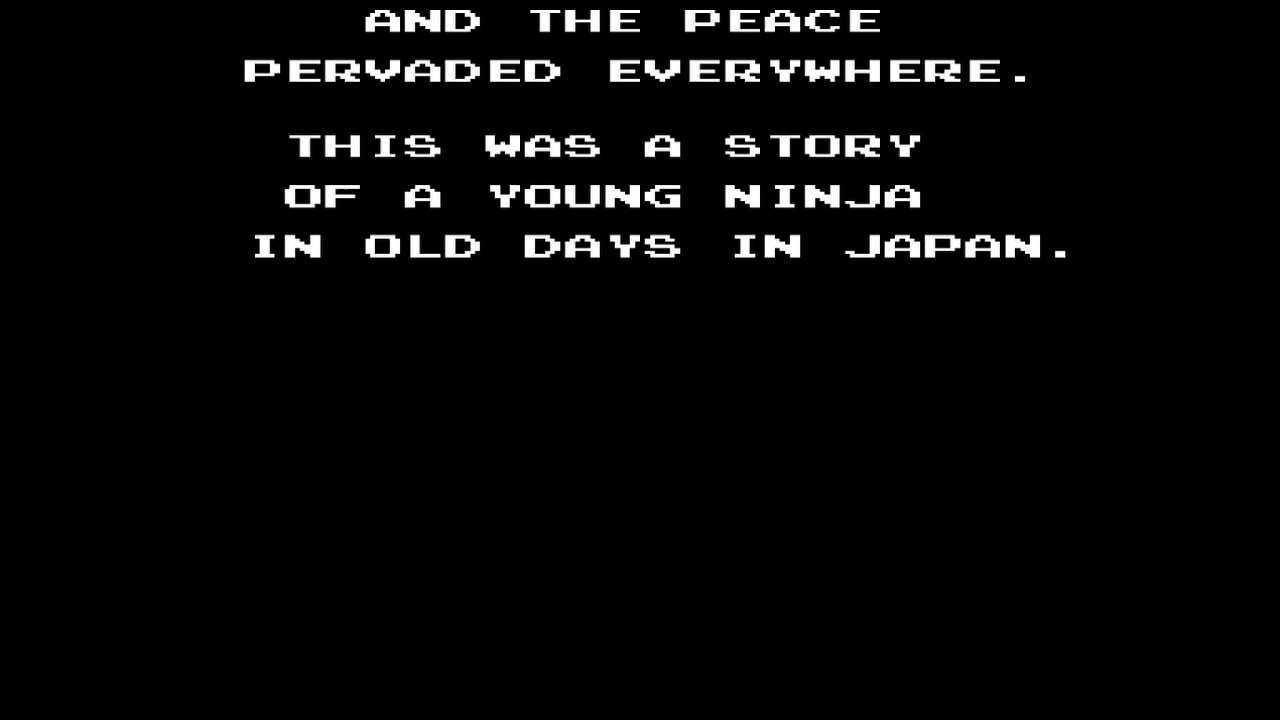 AND THE PEACE
PERVADED EVERYWHERE.
THIS WAS A STORY
OF A YOUNG NINJA
IN OLD DAYS IN JAPAN.